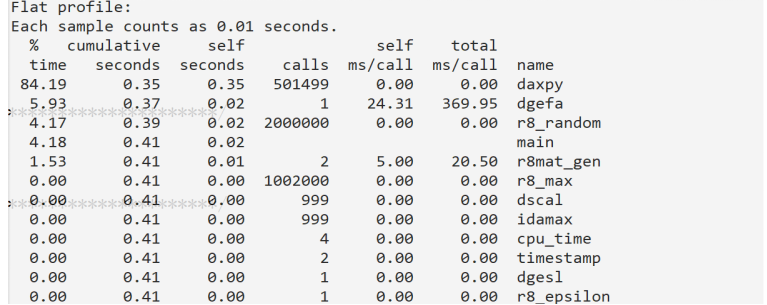 Flat profile:
Each sample counts as 0.01 seconds.
  %   cumulative   self              self     total
 time   seconds   seconds    calls  ms/call  ms/call  name
84.19      0.35     0.35   501499     0.00     0.00  daxpy
 5.93      0.37     0.02        1    24.31   369.95  dgefa
**********************/
 4.17      0.39     0.02  2000000     0.00     0.00  r8_random
 4.18      0.41     0.02                             main
 1.53      0.41     0.01        2     5.00    20.50  r8mat_gen
 0.00      0.41     0.00  1002000     0.00     0.00  r8_max
 0.00      0.41     0.00      999     0.00     0.00  dscal
**********************/
 0.00      0.41     0.00      999     0.00     0.00  idamax
 0.00      0.41     0.00        4     0.00     0.00  cpu_time
 0.00      0.41     0.00        2     0.00     0.00  timestamp
 0.00      0.41     0.00        1     0.00     0.00  dgesl
 0.00      0.41     0.00        1     0.00     0.00  r8_epsilon